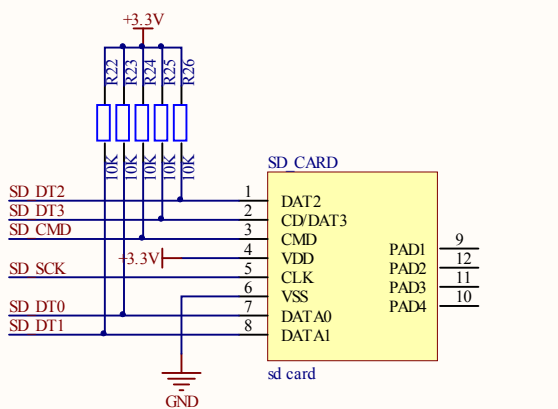 +3.3V
R22
R23
R24
R25
R26
10K
10K
10K
10K
10K
SD_CARD
SD_DT2 1 DAT2
SD_DT3 2 CD/DAT3
SD_CMD 3 CMD
+3.3V 4 VDD
SD_SCK 5 CLK
6 VSS
SD_DT0 7 DATA0
SD_DT1 8 DATA1
PAD1 9
PAD2 12
PAD3 11
PAD4 10
sd card
GND